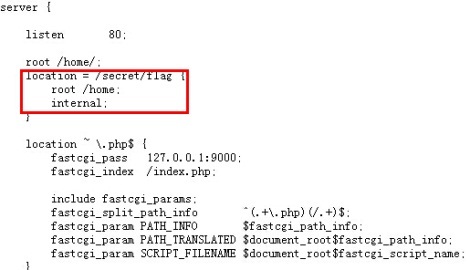 server {
listen 80;
root /home/;
location = /secret/flag {
root /home;
internal;
}
location ~ \.php$ {
fastcgi_pass 127.0.0.1:9000;
fastcgi_index /index.php;
include fastcgi_params;
fastcgi_split_path_info ^(.+\.php)(/.+)$;
fastcgi_param PATH_INFO $fastcgi_path_info;
fastcgi_param PATH_TRANSLATED $document_root$fastcgi_path_info;
fastcgi_param SCRIPT_FILENAME $document_root$fastcgi_script_name;
}